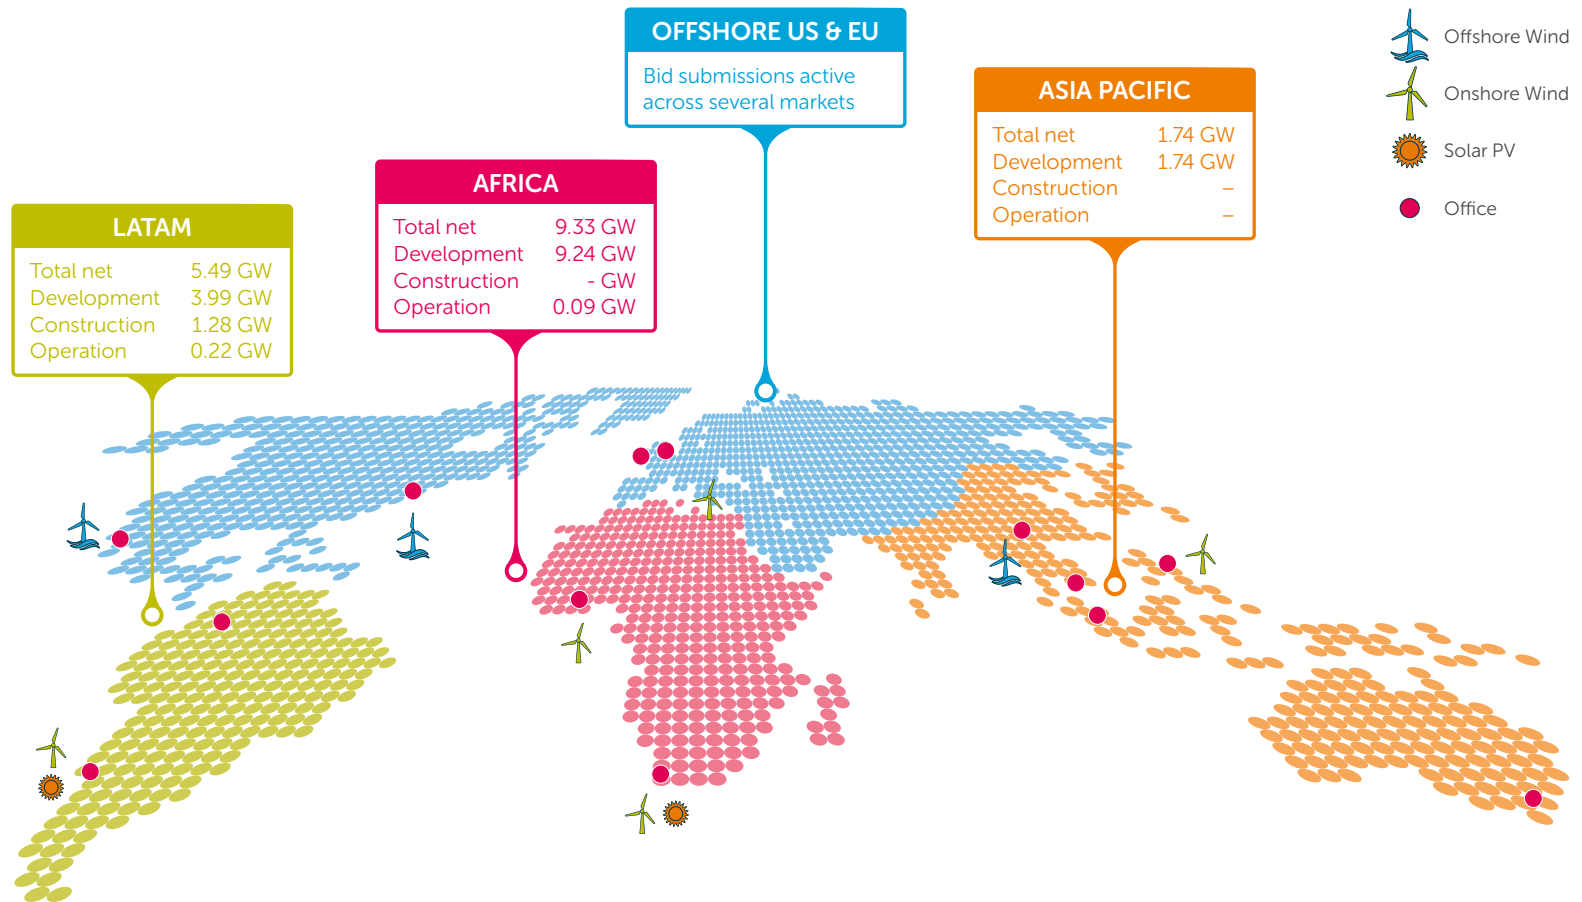 OFFSHORE US & EU
Bid submissions active
across several markets
Offshore Wind
Onshore Wind
Solar PV
Office
ASIA PACIFIC
Total net 1.74 GW
Development 1.74 GW
Construction –
Operation –
AFRICA
Total net 9.33 GW
Development 9.24 GW
Construction - GW
Operation 0.09 GW
LATAM
Total net 5.49 GW
Development 3.99 GW
Construction 1.28 GW
Operation 0.22 GW